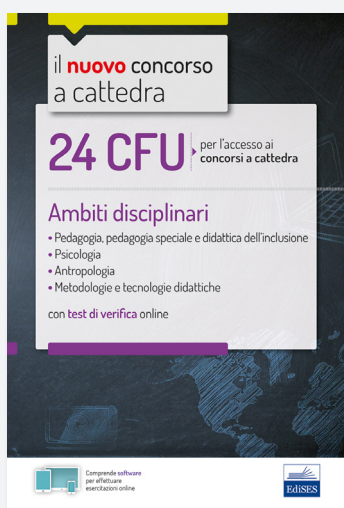 il nuovo concorso
a cattedra
24 CFU
per l'accesso ai
concorsi a cattedra
Ambiti disciplinari
• Pedagogia, pedagogia speciale e didattica dell'inclusione
• Psicologia
• Antropologia
• Metodologie e tecnologie didattiche
con test di verifica online
Comprende software
per effettuare
esercitazioni online
EdiSES